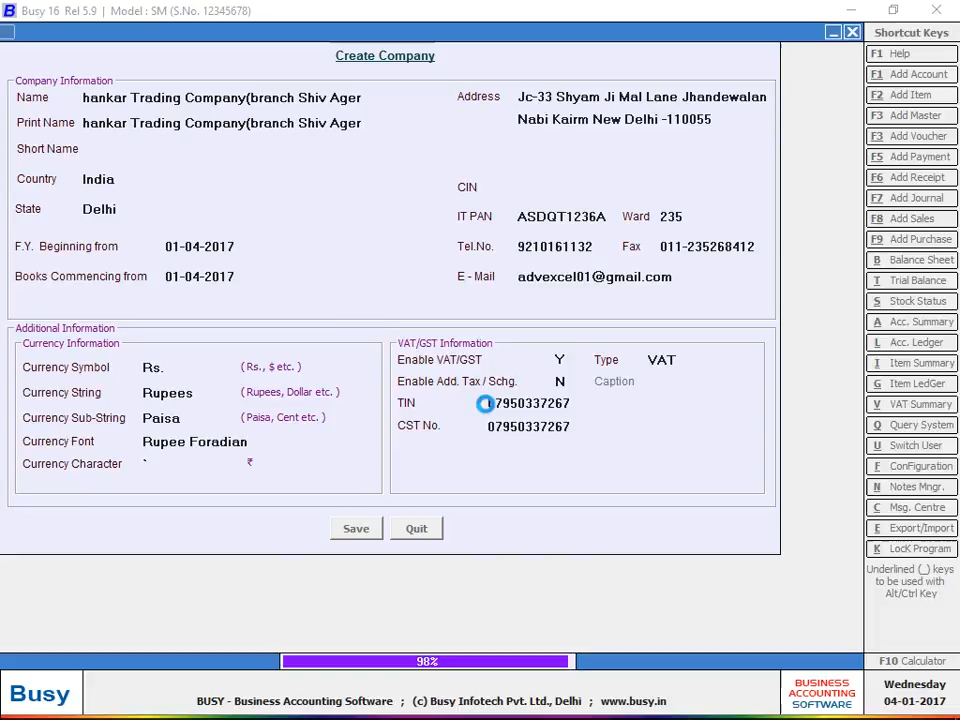 Busy 16 Rel 5.9 | Model : SM (S.No. 12345678)
Shortcut Keys
Create Company
Company Information
Name hankar Trading Company(branch Shiv Ager
Print Name hankar Trading Company(branch Shiv Ager
Short Name
Country India
State Delhi
F.Y. Beginning from 01-04-2017
Books Commencing from 01-04-2017
Address Jc-33 Shyam Ji Mal Lane Jhandewalan
Nabi Kairm New Delhi -110055
CIN
IT PAN ASDQT1236A Ward 235
Tel.No. 9210161132 Fax 011-235268412
E - Mail advexcel01@gmail.com
Additional Information
Currency Information
Currency Symbol Rs. (Rs., $ etc. )
Currency String Rupees (Rupees, Dollar etc. )
Currency Sub-String Paisa (Paisa, Cent etc. )
Currency Font Rupee Foradian
Currency Character ` ₹
VAT/GST Information
Enable VAT/GST Y Type VAT
Enable Add. Tax / Schg. N Caption
TIN 07950337267
CST No. 07950337267
Save Quit
F1 Help
F1 Add Account
F2 Add Item
F3 Add Master
F3 Add Voucher
F5 Add Payment
F6 Add Receipt
F7 Add Journal
F8 Add Sales
F9 Add Purchase
B Balance Sheet
T Trial Balance
S Stock Status
A Acc. Summary
L Acc. Ledger
I Item Summary
G Item LedGer
V VAT Summary
Q Query System
U Switch User
F ConFiguration
N Notes Mngr.
C Msg. Centre
E Export/Import
K LocK Program
Underlined (_) keys
to be used with
Alt/Ctrl Key
98%
F10 Calculator
Busy
BUSY - Business Accounting Software ; (c) Busy Infotech Pvt. Ltd., Delhi ; www.busy.in
BUSINESS
ACCOUNTING
SOFTWARE
Wednesday
04-01-2017